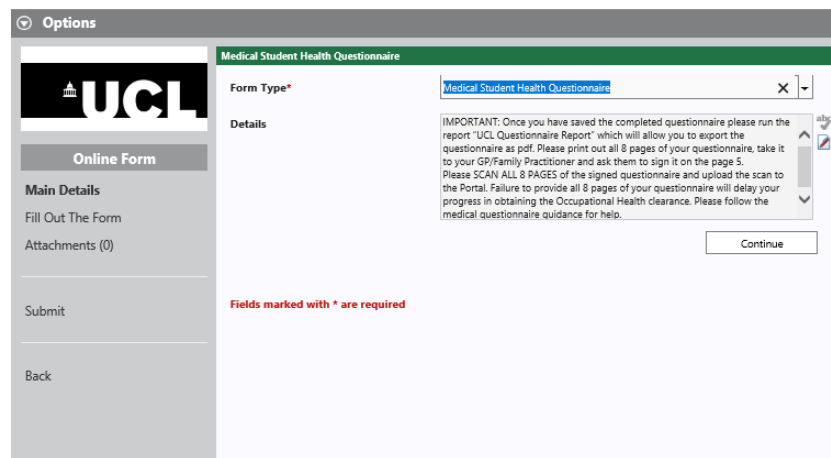 Options
UCL
Online Form
Main Details
Fill Out The Form
Attachments (0)
Submit
Back
Medical Student Health Questionnaire
Form Type*
Medical Student Health Questionnaire
Details
IMPORTANT: Once you have saved the completed questionnaire please run the
report "UCL Questionnaire Report" which will allow you to export the
questionnaire as pdf. Please print out all 8 pages of your questionnaire, take it
to your GP/Family Practitioner and ask them to sign it on the page 5.
Please SCAN ALL 8 PAGES of the signed questionnaire and upload the scan to
the Portal. Failure to provide all 8 pages of your questionnaire will delay your
progress in obtaining the Occupational Health clearance. Please follow the
medical questionnaire guidance for help.
abc
Continue
Fields marked with * are required